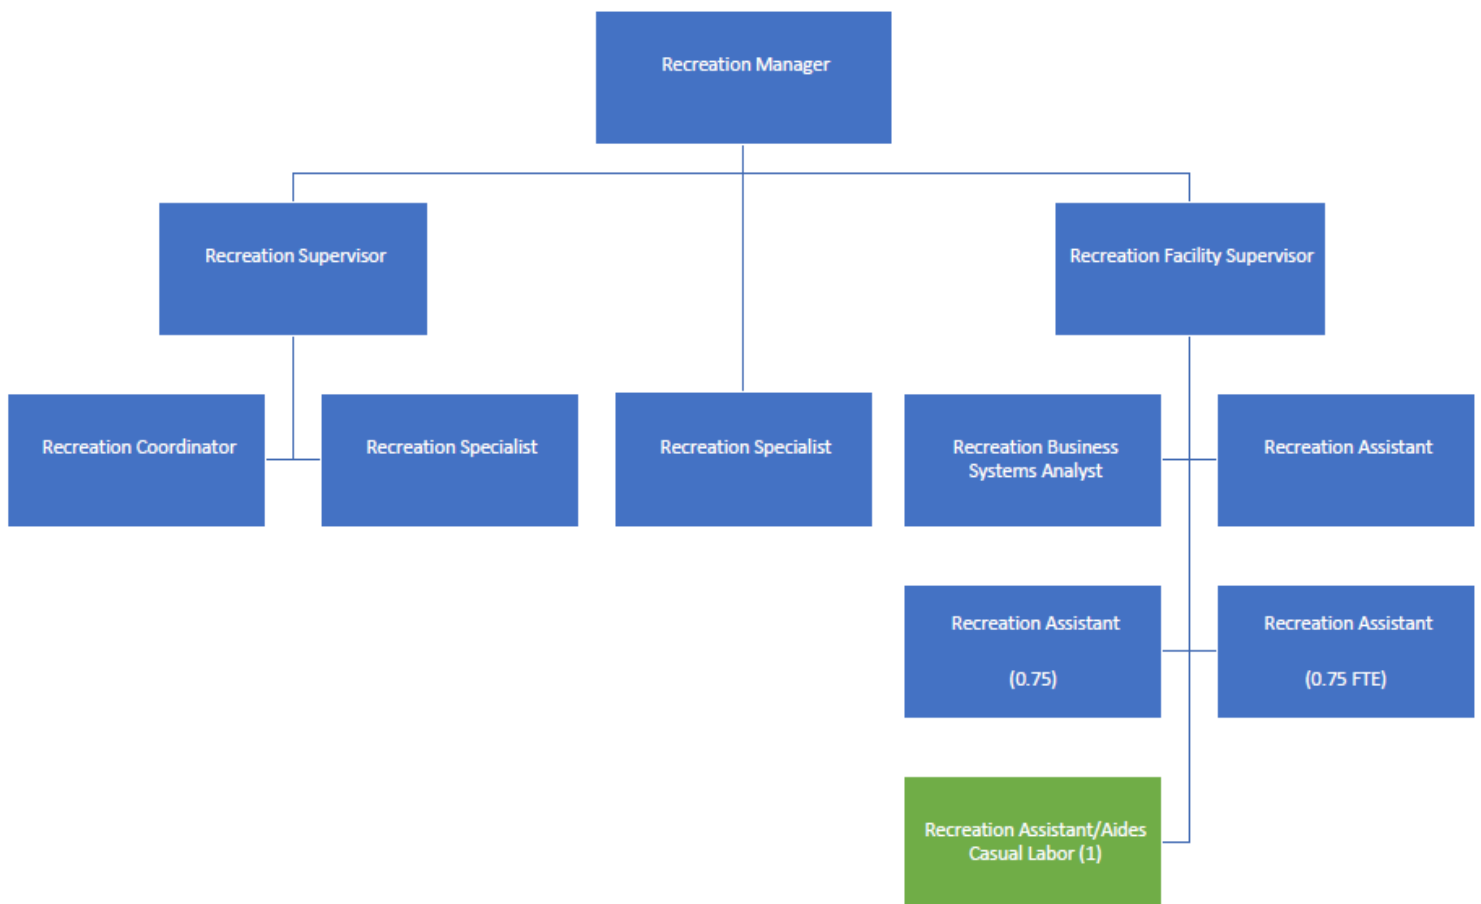 Recreation Manager
Recreation Supervisor
Recreation Facility Supervisor
Recreation Coordinator
Recreation Specialist
Recreation Specialist
Recreation Business
Systems Analyst
Recreation Assistant
Recreation Assistant
(0.75)
Recreation Assistant
(0.75 FTE)
Recreation Assistant/Aides
Casual Labor (1)